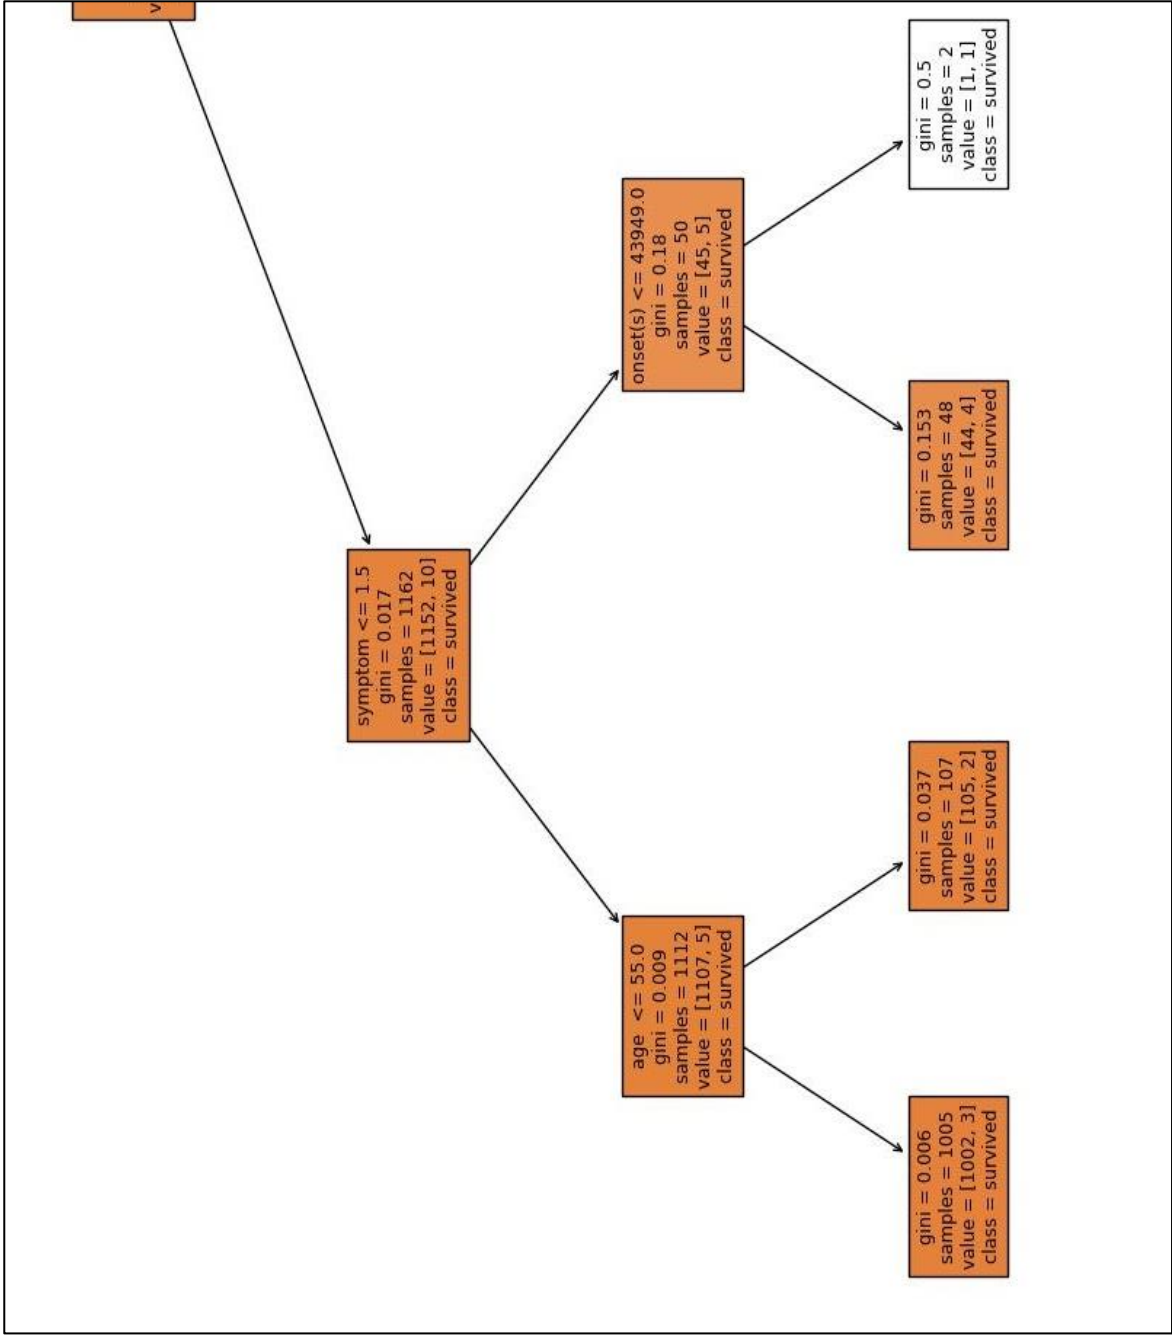 v
symptom <= 1.5
gini = 0.017
samples = 1162
value = [1152, 10]
class = survived
age  <= 55.0
gini = 0.009
samples = 1112
value = [1107, 5]
class = survived
onset(s) <= 43949.0
gini = 0.18
samples = 50
value = [45, 5]
class = survived
gini = 0.006
samples = 1005
value = [1002, 3]
class = survived
gini = 0.037
samples = 107
value = [105, 2]
class = survived
gini = 0.153
samples = 48
value = [44, 4]
class = survived
gini = 0.5
samples = 2
value = [1, 1]
class = survived